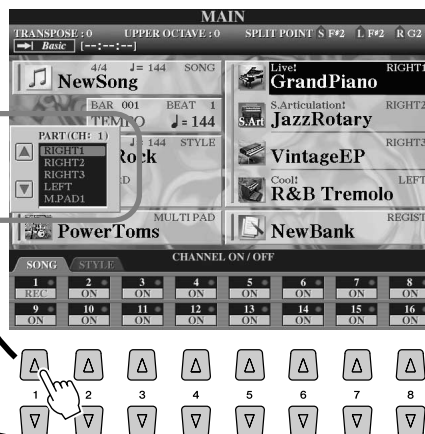 MAIN
TRANSPOSE : 0 UPPER OCTAVE : 0 SPLIT POINT S F#2 L F#2 R G2
Basic [--:--:--]
4/4 ♩= 144 SONG
NewSong
BAR 001 BEAT 1
TEMPO ♩= 144
PART(CH: 1)
RIGHT1
RIGHT2
RIGHT3
LEFT
M.PAD1
♩= 144 STYLE
Rock
MULTI PAD
PowerToms
Live! RIGHT1
GrandPiano
S.Articulation! RIGHT2
S.Art JazzRotary
RIGHT3
VintageEP
Cool! LEFT
R&B Tremolo
REGIST
NewBank
SONG STYLE CHANNEL ON / OFF
1 2 3 4 5 6 7 8
REC ON ON ON ON ON ON ON
9 10 11 12 13 14 15 16
ON ON ON ON ON ON ON ON
1 2 3 4 5 6 7 8